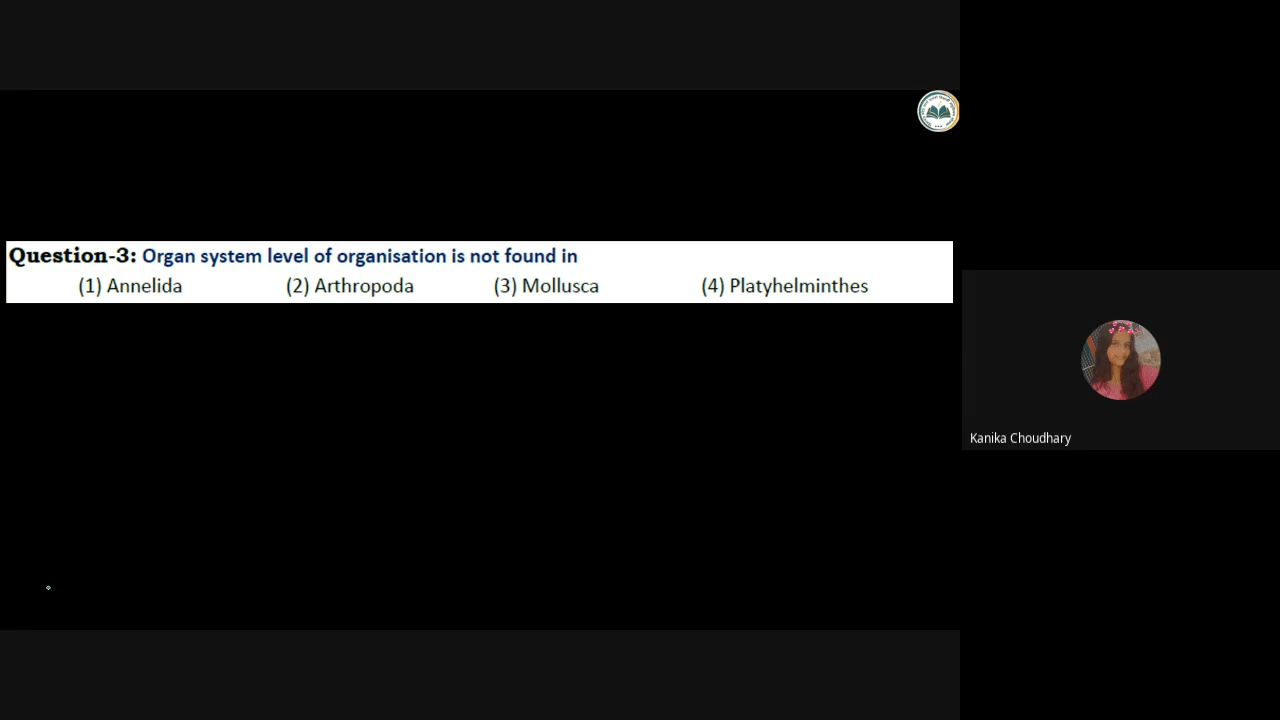 Question-3: Organ system level of organisation is not found in
(1) Annelida (2) Arthropoda (3) Mollusca (4) Platyhelminthes
Kanika Choudhary